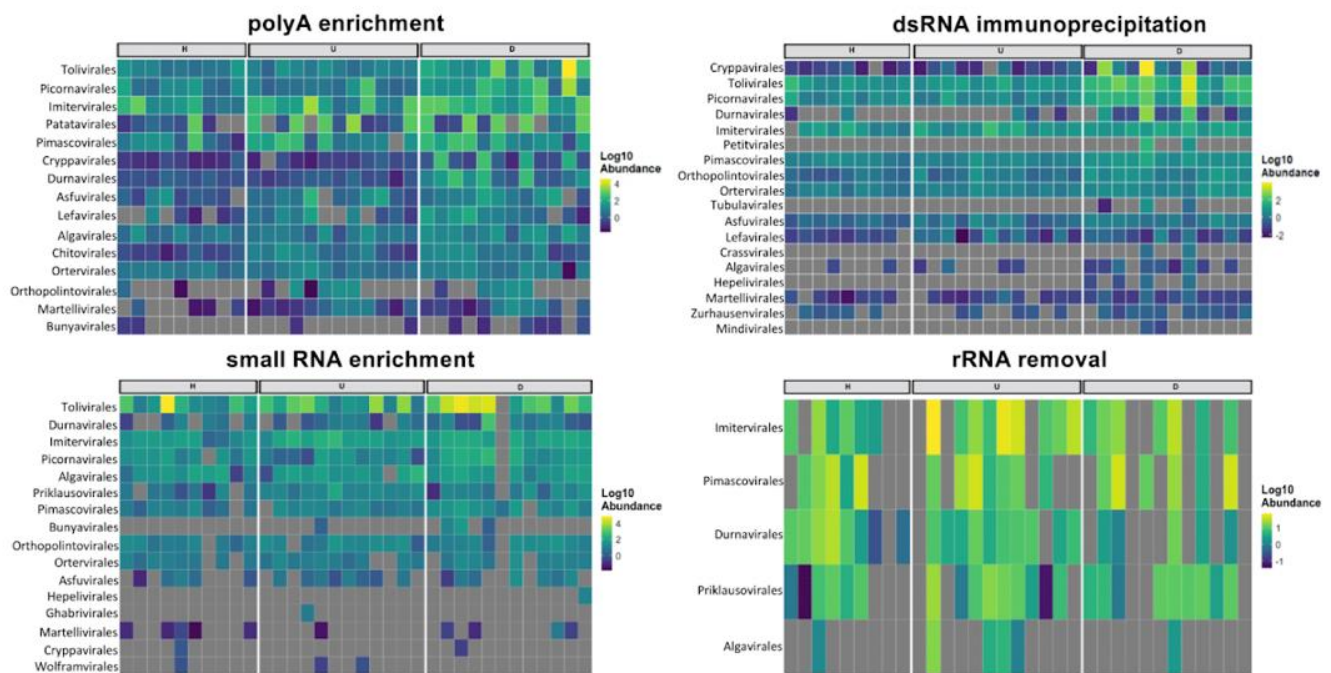 polyA enrichment
H U D
Tolivirales
Picornavirales
Imitervirales
Patatavirales
Pimascovirales
Cryppavirales
Durnavirales
Asfuvirales
Lefavirales
Algavirales
Chitovirales
Ortervirales
Orthopolintovirales
Martellivirales
Bunyavirales
Log10
Abundance
4
2
0
dsRNA immunoprecipitation
H U D
Cryppavirales
Tolivirales
Picornavirales
Durnavirales
Imitervirales
Petitvirales
Pimascovirales
Orthopolintovirales
Ortervirales
Tubulavirales
Asfuvirales
Lefavirales
Crassvirales
Algavirales
Hepelivirales
Martellivirales
Zurhausenvirales
Mindivirales
Log10
Abundance
2
0
-2
small RNA enrichment
H U D
Tolivirales
Durnavirales
Imitervirales
Picornavirales
Algavirales
Priklausovirales
Pimascovirales
Bunyavirales
Orthopolintovirales
Ortervirales
Asfuvirales
Hepelivirales
Ghabrivirales
Martellivirales
Cryppavirales
Wolframvirales
Log10
Abundance
4
2
0
rRNA removal
H U D
Imitervirales
Pimascovirales
Durnavirales
Priklausovirales
Algavirales
Log10
Abundance
1
0
-1